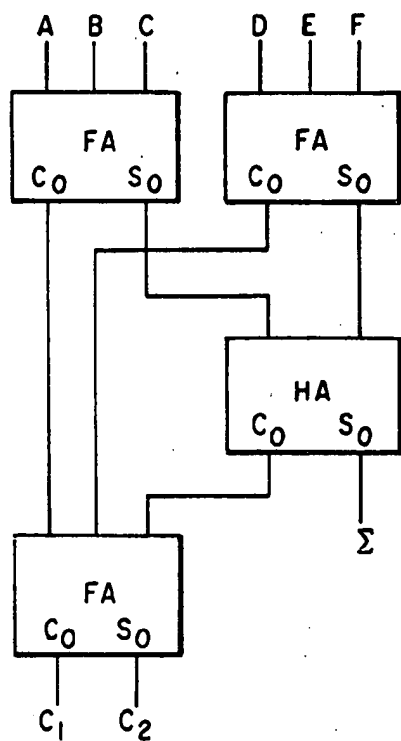 A B C D E F
FA FA
C₀ S₀ C₀ S₀
HA
C₀ S₀
Σ
FA
C₀ S₀
C₁ C₂